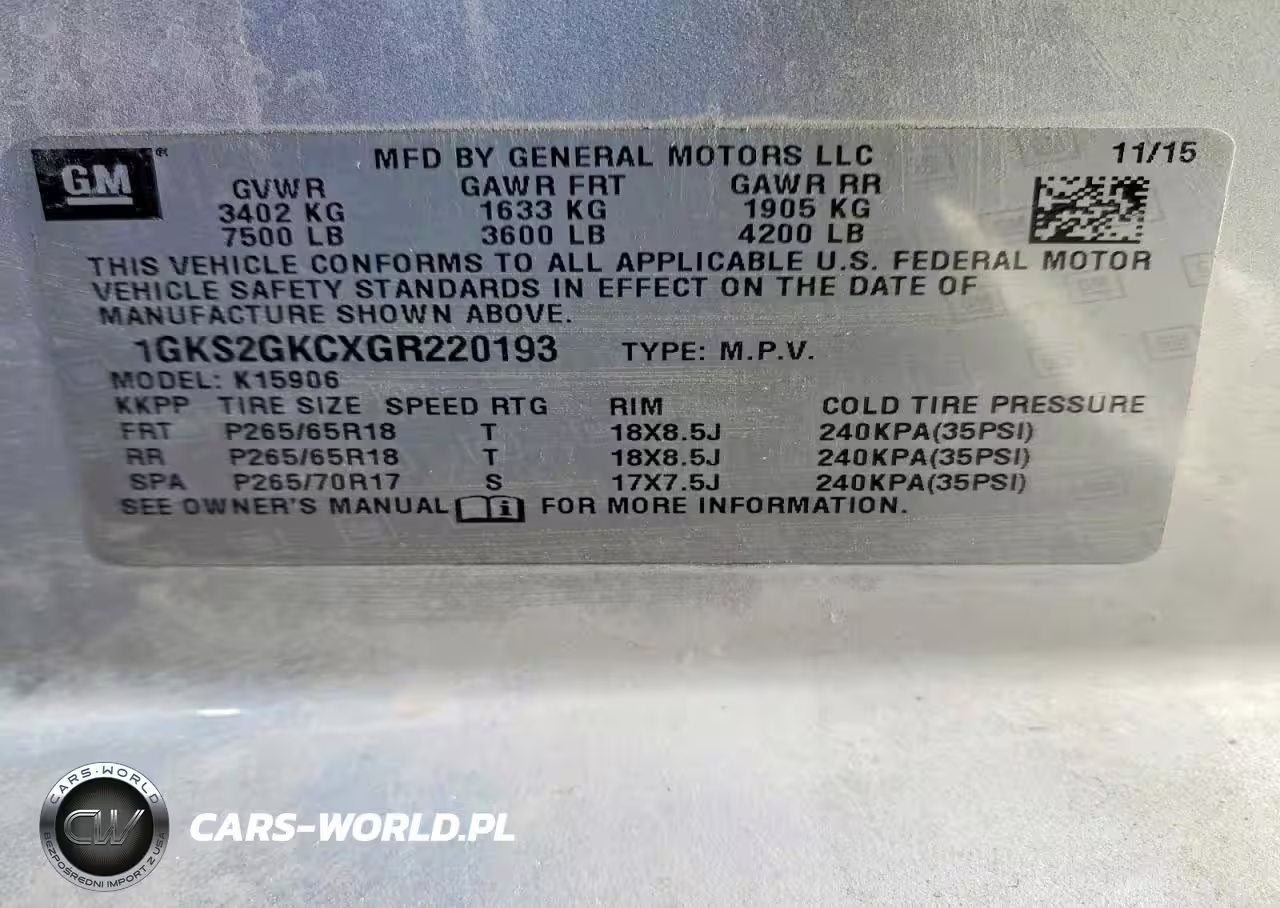 GM
MFD BY GENERAL MOTORS LLC 11/15
GVWR GAWR FRT GAWR RR
3402 KG 1633 KG 1905 KG
7500 LB 3600 LB 4200 LB
THIS VEHICLE CONFORMS TO ALL APPLICABLE U.S. FEDERAL MOTOR
VEHICLE SAFETY STANDARDS IN EFFECT ON THE DATE OF
MANUFACTURE SHOWN ABOVE.
1GKS2GKCXGR220193 TYPE: M.P.V.
MODEL: K15906
KKPP TIRE SIZE SPEED RTG RIM COLD TIRE PRESSURE
FRT P265/65R18 T 18X8.5J 240KPA(35PSI)
RR P265/65R18 T 18X8.5J 240KPA(35PSI)
SPA P265/70R17 S 17X7.5J 240KPA(35PSI)
SEE OWNER'S MANUAL FOR MORE INFORMATION.
CARS-WORLD
CW
BEZPOŚREDNI IMPORT Z USA
CARS-WORLD.PL